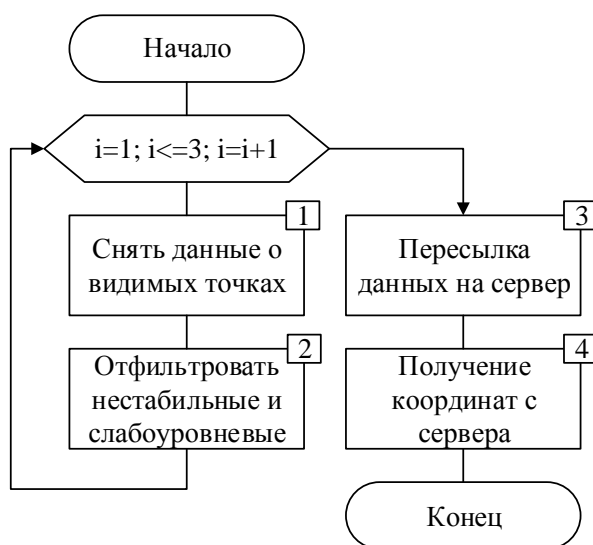 Начало
i=1; i<=3; i=i+1
1
Снять данные о
видимых точках
2
Отфильтровать
нестабильные и
слабоуровневые
3
Пересылка
данных на сервер
4
Получение
координат с
сервера
Конец